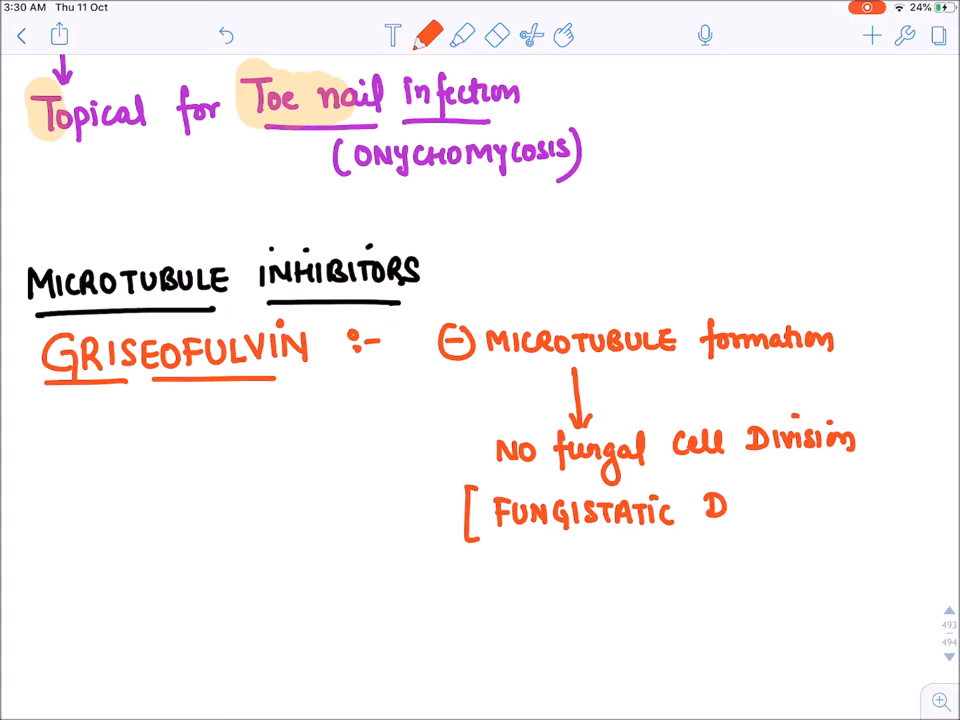 3:30 AM Thu 11 Oct 24%
T
Topical for Toe nail infection
(ONYCHOMYCOSIS)
MICROTUBULE INHIBITORS
GRISEOFULVIN :- ⊖ MICROTUBULE formation
NO fungal cell Division
[ FUNGISTATIC D
493
494